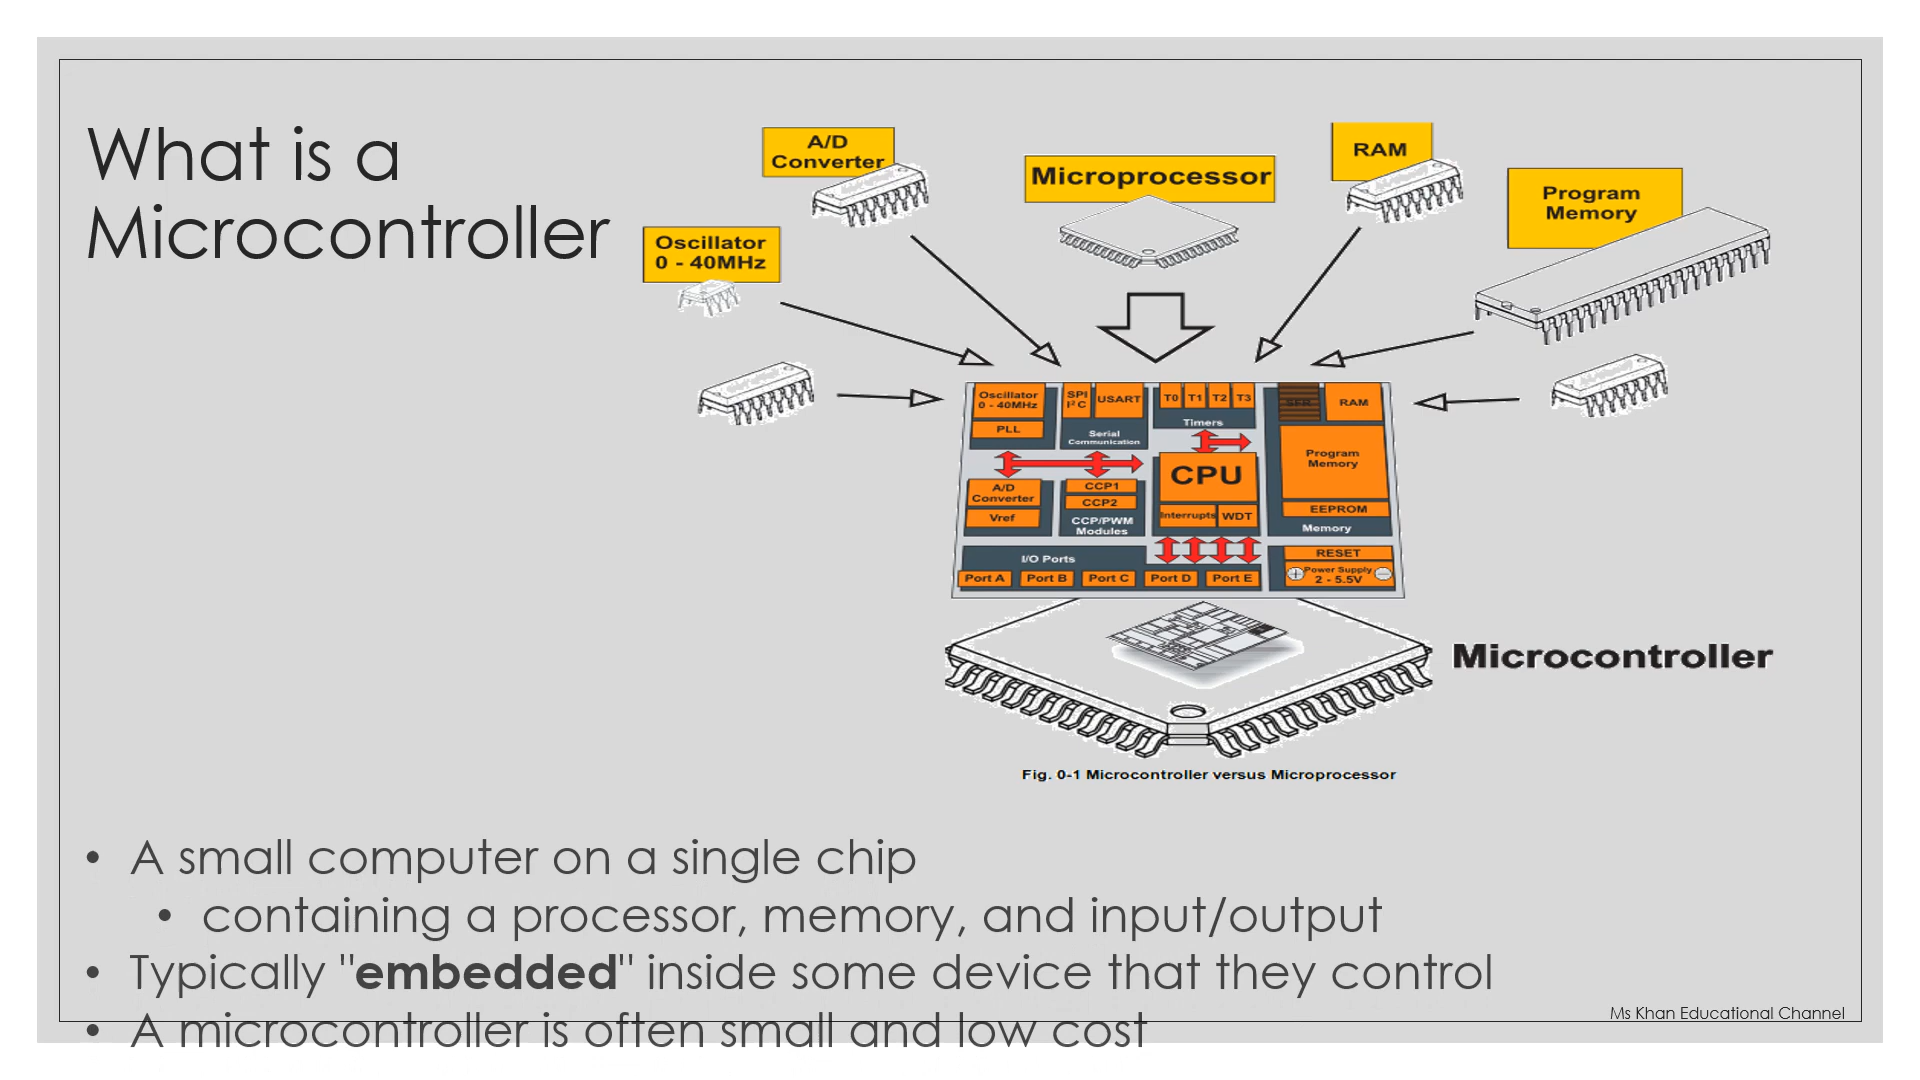 What is a
Microcontroller
A/D
Converter
Microprocessor
RAM
Program
Memory
Oscillator
0 - 40MHz
Oscillator
0 - 40MHz
PLL
SPI
I²C
USART
Serial
Communication
T0 T1 T2 T3
Timers
SFR
RAM
Program
Memory
EEPROM
Memory
A/D
Converter
Vref
CCP1
CCP2
CCP/PWM
Modules
CPU
Interrupts WDT
I/O Ports
Port A Port B Port C Port D Port E
RESET
Power Supply
2 - 5.5V
Microcontroller
Fig. 0-1 Microcontroller versus Microprocessor
• A small computer on a single chip
• containing a processor, memory, and input/output
• Typically "embedded" inside some device that they control
• A microcontroller is often small and low cost
Ms Khan Educational Channel